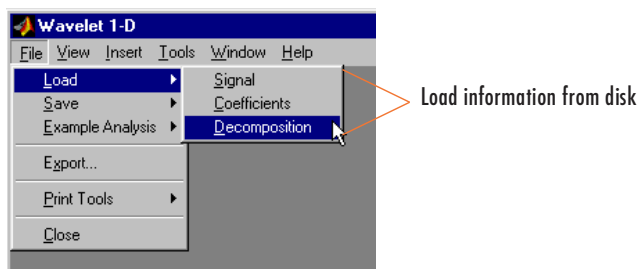 Wavelet 1-D
File View Insert Tools Window Help
Load
Save
Example Analysis
Export...
Print Tools
Close
Signal
Coefficients
Decomposition
Load information from disk